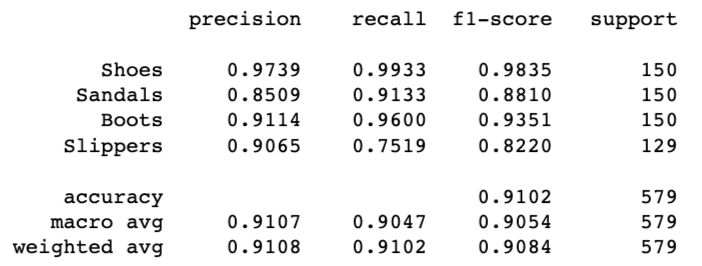 precision recall f1-score support
Shoes 0.9739 0.9933 0.9835 150
Sandals 0.8509 0.9133 0.8810 150
Boots 0.9114 0.9600 0.9351 150
Slippers 0.9065 0.7519 0.8220 129
accuracy 0.9102 579
macro avg 0.9107 0.9047 0.9054 579
weighted avg 0.9108 0.9102 0.9084 579